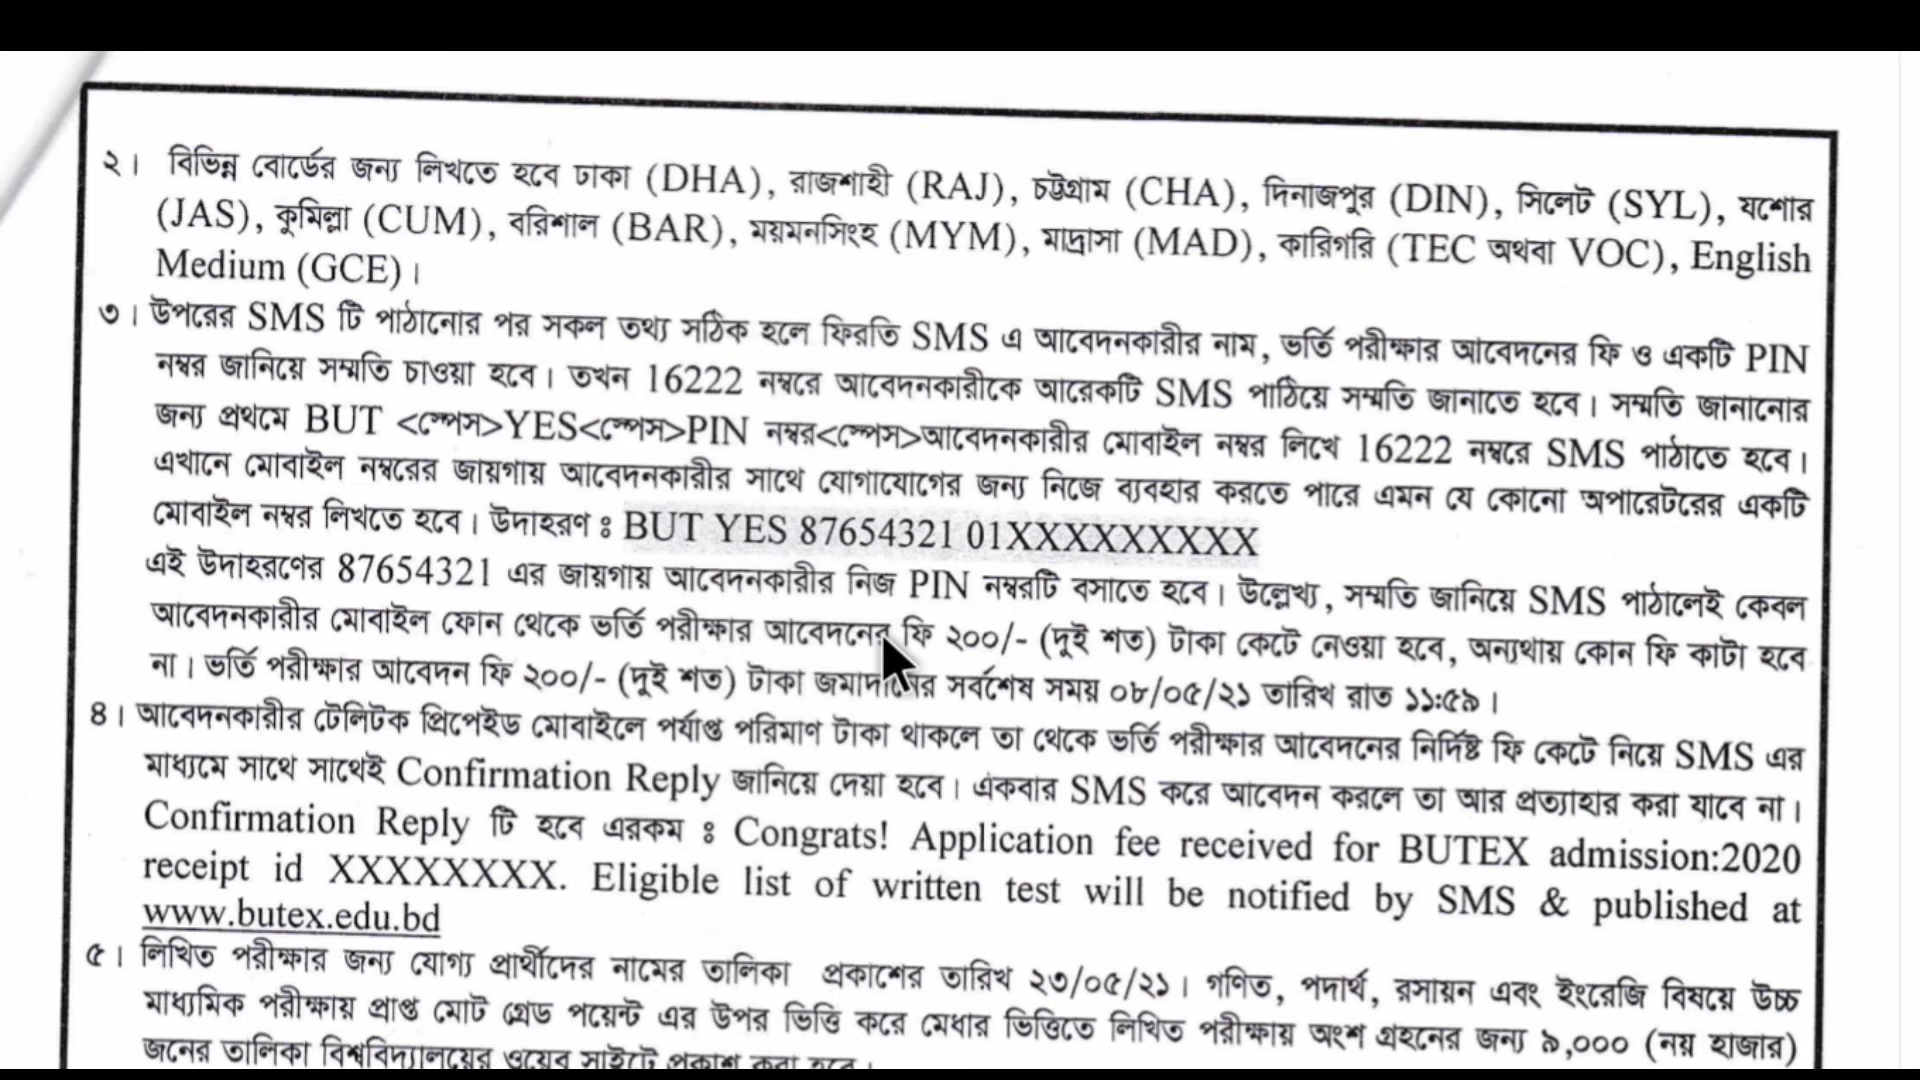 ২। বিভিন্ন বোর্ডের জন্য লিখতে হবে ঢাকা (DHA), রাজশাহী (RAJ), চট্টগ্রাম (CHA), দিনাজপুর (DIN), সিলেট (SYL), যশোর
(JAS), কুমিল্লা (CUM), বরিশাল (BAR), ময়মনসিংহ (MYM), মাদ্রাসা (MAD), কারিগরি (TEC অথবা VOC), English
Medium (GCE)।
৩। উপরের SMS টি পাঠানোর পর সকল তথ্য সঠিক হলে ফিরতি SMS এ আবেদনকারীর নাম, ভর্তি পরীক্ষার আবেদনের ফি ও একটি PIN
নম্বর জানিয়ে সম্মতি চাওয়া হবে। তখন 16222 নম্বরে আবেদনকারীকে আরেকটি SMS পাঠিয়ে সম্মতি জানাতে হবে। সম্মতি জানানোর
জন্য প্রথমে BUT <স্পেস>YES<স্পেস>PIN নম্বর<স্পেস>আবেদনকারীর মোবাইল নম্বর লিখে 16222 নম্বরে SMS পাঠাতে হবে।
এখানে মোবাইল নম্বরের জায়গায় আবেদনকারীর সাথে যোগাযোগের জন্য নিজে ব্যবহার করতে পারে এমন যে কোনো অপারেটরের একটি
মোবাইল নম্বর লিখতে হবে। উদাহরণ ঃ BUT YES 87654321 01XXXXXXXXX
এই উদাহরণের 87654321 এর জায়গায় আবেদনকারীর নিজ PIN নম্বরটি বসাতে হবে। উল্লেখ্য, সম্মতি জানিয়ে SMS পাঠালেই কেবল
আবেদনকারীর মোবাইল ফোন থেকে ভর্তি পরীক্ষার আবেদনের ফি ২০০/- (দুই শত) টাকা কেটে নেওয়া হবে, অন্যথায় কোন ফি কাটা হবে
না। ভর্তি পরীক্ষার আবেদন ফি ২০০/- (দুই শত) টাকা জমাদানের সর্বশেষ সময় ০৮/০৫/২১ তারিখ রাত ১১:৫৯।
৪। আবেদনকারীর টেলিটক প্রিপেইড মোবাইলে পর্যাপ্ত পরিমাণ টাকা থাকলে তা থেকে ভর্তি পরীক্ষার আবেদনের নির্দিষ্ট ফি কেটে নিয়ে SMS এর
মাধ্যমে সাথে সাথেই Confirmation Reply জানিয়ে দেয়া হবে। একবার SMS করে আবেদন করলে তা আর প্রত্যাহার করা যাবে না।
Confirmation Reply টি হবে এরকম ঃ Congrats! Application fee received for BUTEX admission:2020
receipt id XXXXXXXX. Eligible list of written test will be notified by SMS & published at
www.butex.edu.bd
৫। লিখিত পরীক্ষার জন্য যোগ্য প্রার্থীদের নামের তালিকা প্রকাশের তারিখ ২৩/০৫/২১। গণিত, পদার্থ, রসায়ন এবং ইংরেজি বিষয়ে উচ্চ
মাধ্যমিক পরীক্ষায় প্রাপ্ত মোট গ্রেড পয়েন্ট এর উপর ভিত্তি করে মেধার ভিত্তিতে লিখিত পরীক্ষায় অংশ গ্রহনের জন্য ৯,০০০ (নয় হাজার)
জনের তালিকা বিশ্ববিদ্যালয়ের ওয়েব সাইটে প্রকাশ করা হবে।